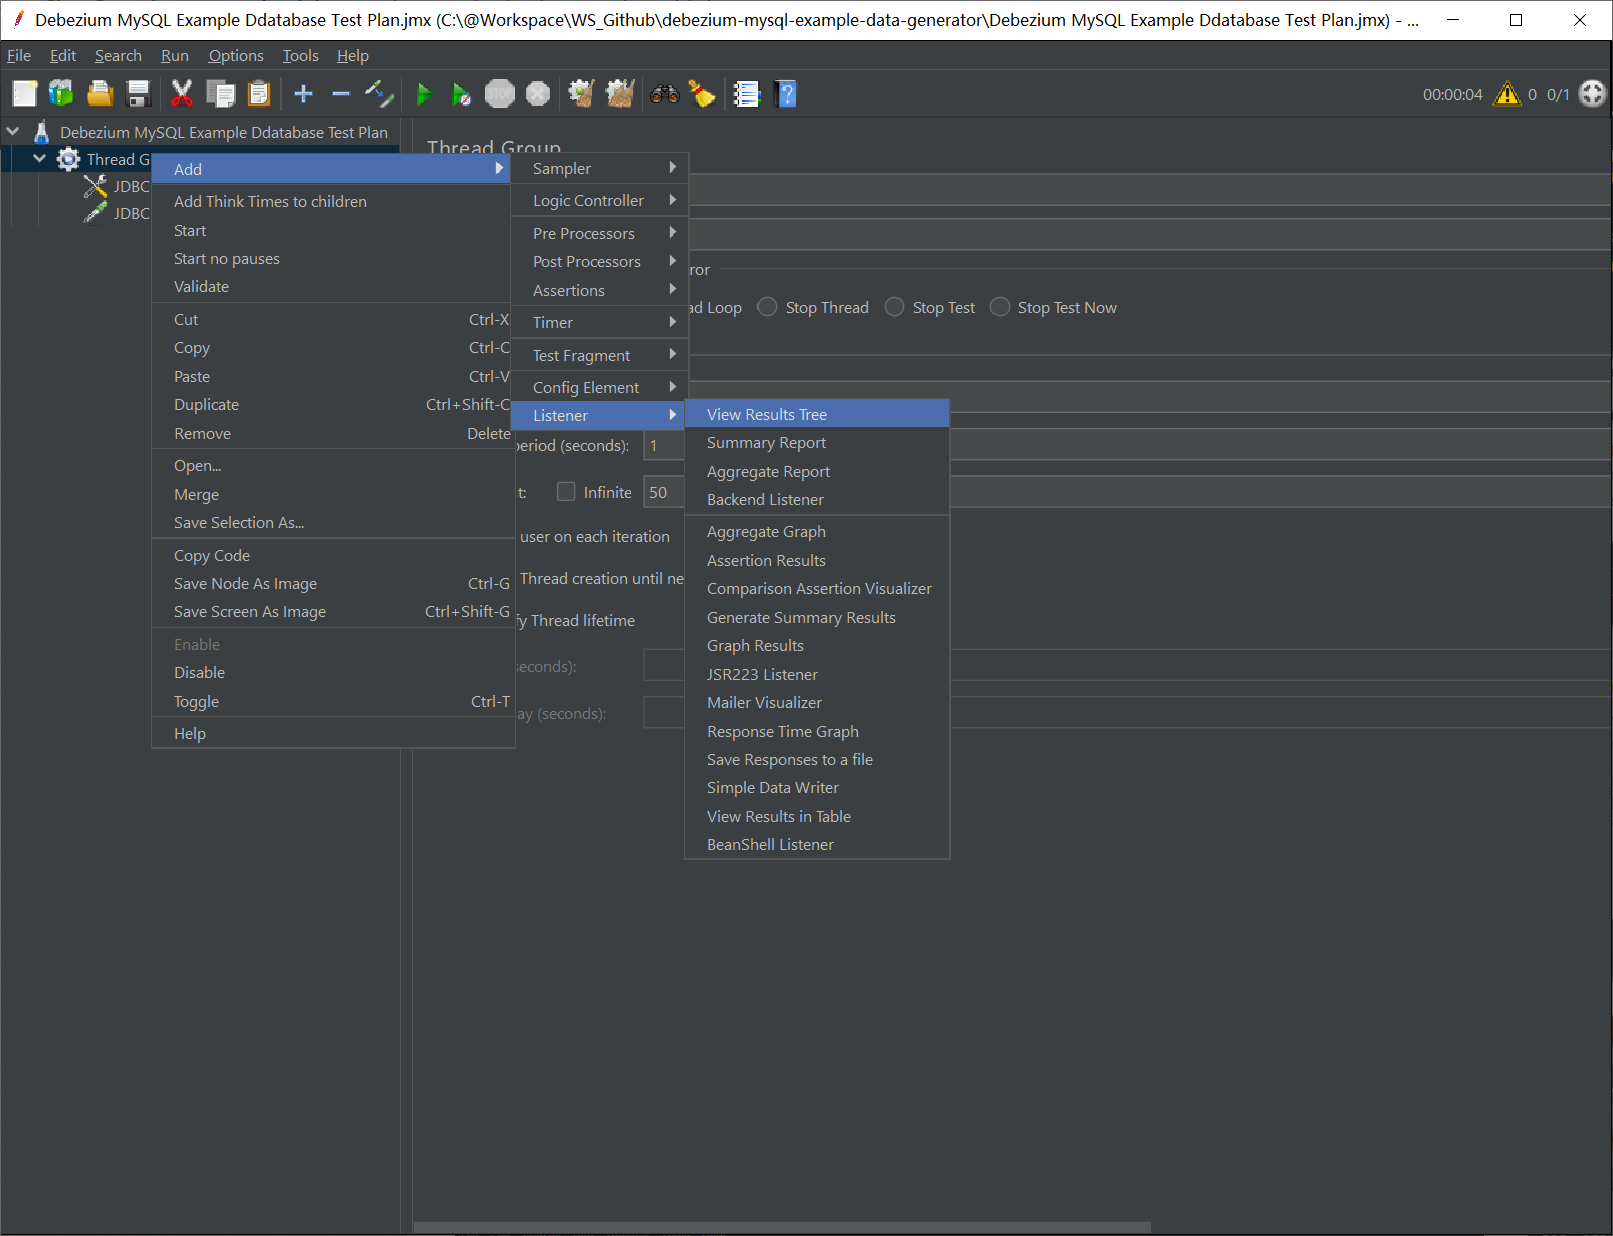 Debezium MySQL Example Ddatabase Test Plan.jmx (C:\@Workspace\WS_Github\debezium-mysql-example-data-generator\Debezium MySQL Example Ddatabase Test Plan.jmx) - ...
File Edit Search Run Options Tools Help
STOP
00:00:04 0 0/1
Debezium MySQL Example Ddatabase Test Plan
Thread G
JDBC
JDBC
Thread Group
Add
Add Think Times to children
Start
Start no pauses
Validate
Cut Ctrl-X
Copy Ctrl-C
Paste Ctrl-V
Duplicate Ctrl+Shift-C
Remove Delete
Open...
Merge
Save Selection As...
Copy Code
Save Node As Image Ctrl-G
Save Screen As Image Ctrl+Shift-G
Enable
Disable
Toggle Ctrl-T
Help
Sampler
Logic Controller
Pre Processors
Post Processors
Assertions
Timer
Test Fragment
Config Element
Listener
View Results Tree
Summary Report
Aggregate Report
Backend Listener
Aggregate Graph
Assertion Results
Comparison Assertion Visualizer
Generate Summary Results
Graph Results
JSR223 Listener
Mailer Visualizer
Response Time Graph
Save Responses to a file
Simple Data Writer
View Results in Table
BeanShell Listener
ror
ad Loop Stop Thread Stop Test Stop Test Now
period (seconds): 1
t: Infinite 50
user on each iteration
Thread creation until ne
fy Thread lifetime
seconds):
ay (seconds):